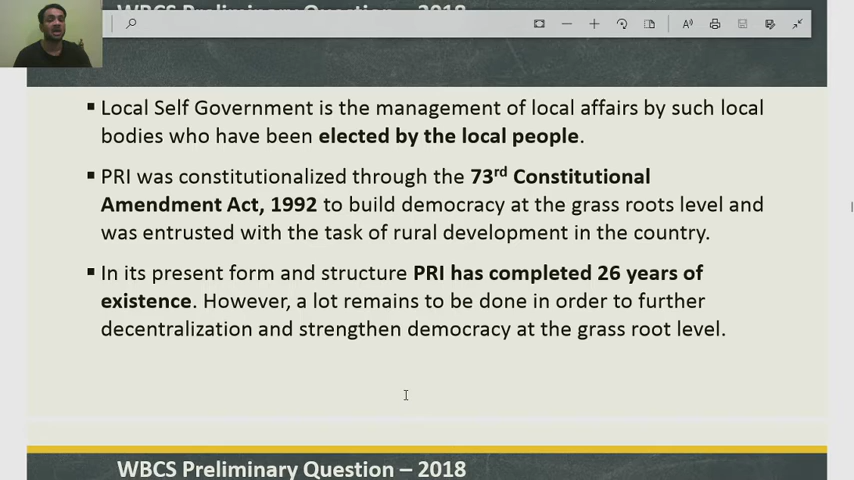 WBCS Preliminary Question – 2018
▪ Local Self Government is the management of local affairs by such local
bodies who have been elected by the local people.
▪ PRI was constitutionalized through the 73rd Constitutional
Amendment Act, 1992 to build democracy at the grass roots level and
was entrusted with the task of rural development in the country.
▪ In its present form and structure PRI has completed 26 years of
existence. However, a lot remains to be done in order to further
decentralization and strengthen democracy at the grass root level.
WBCS Preliminary Question – 2018